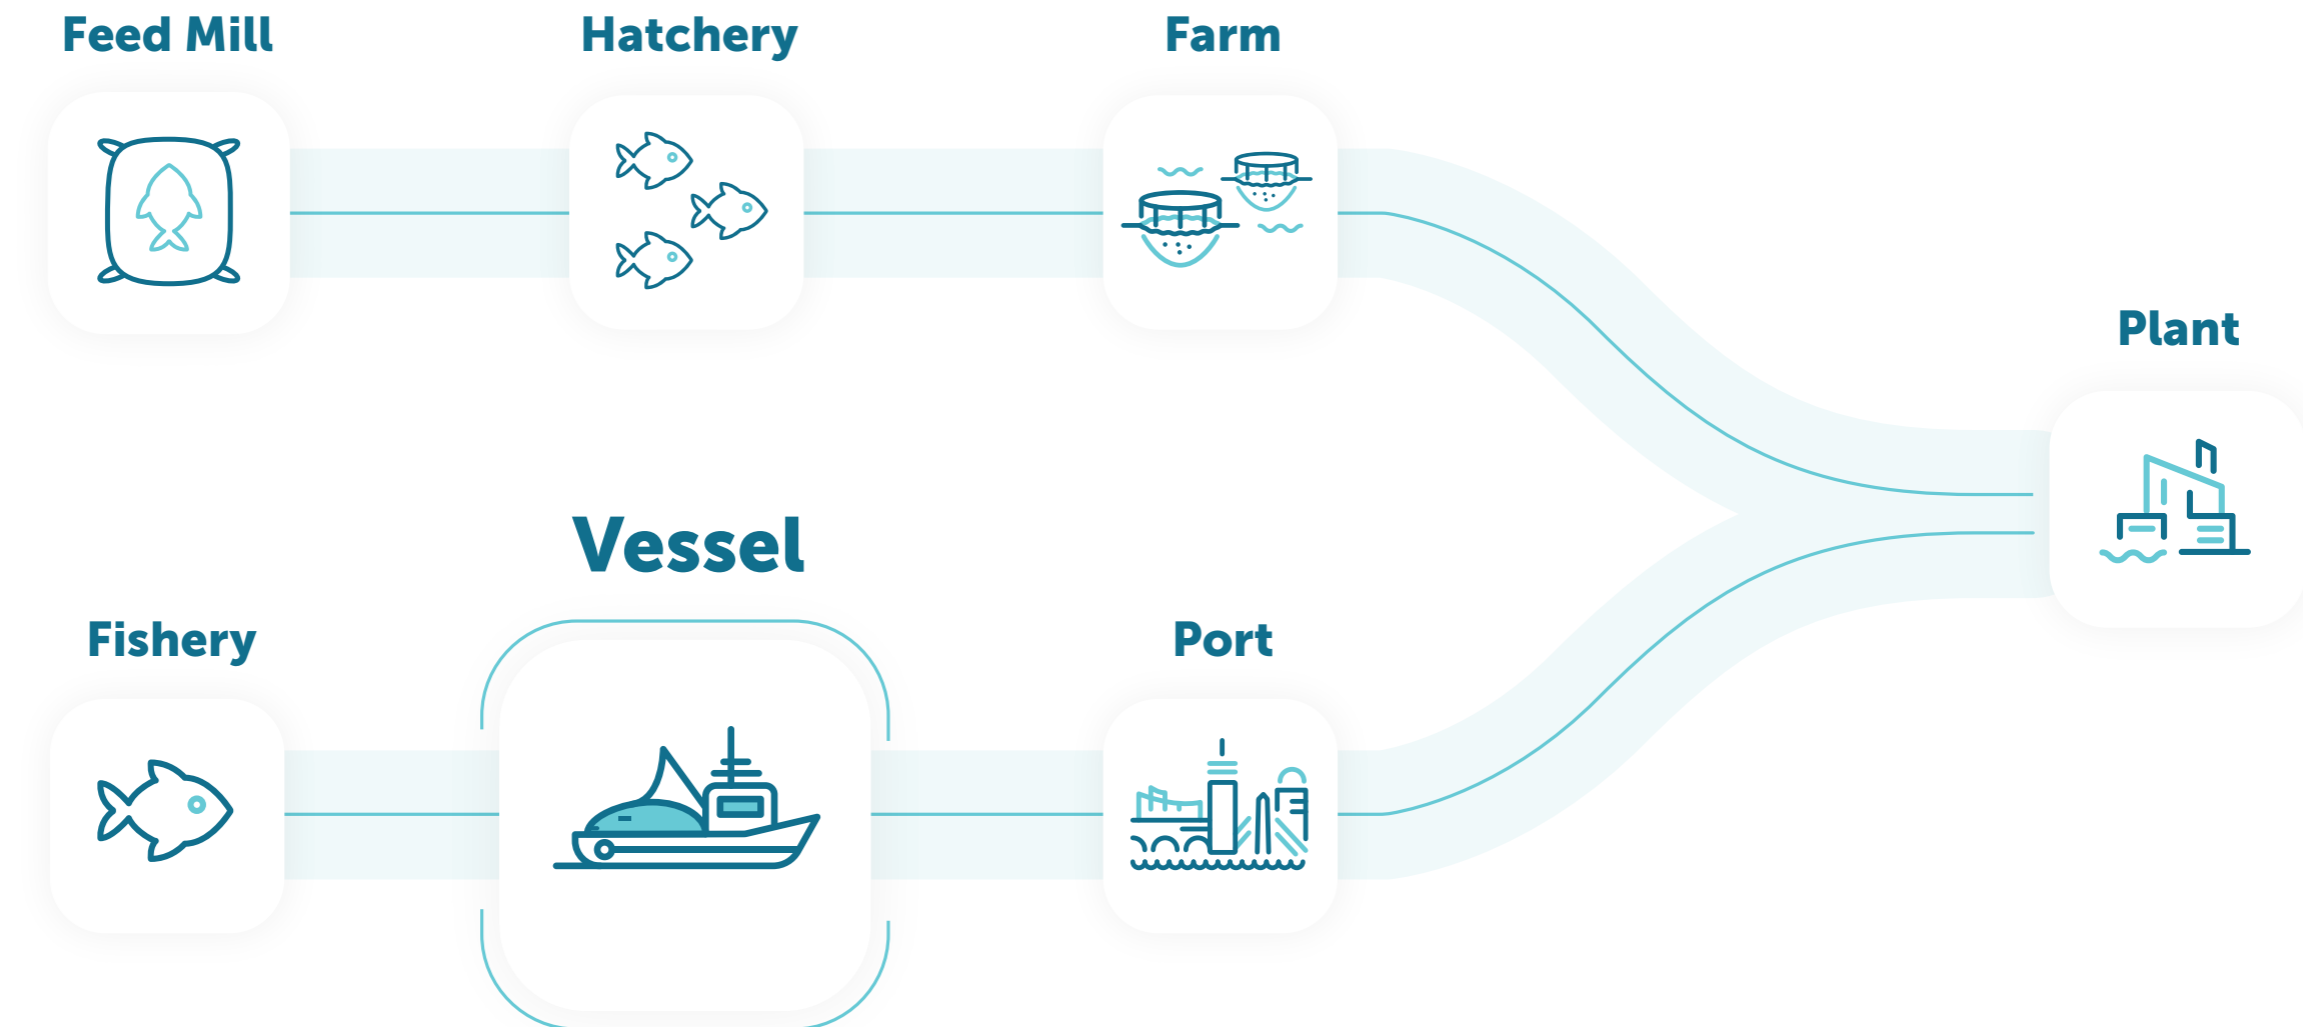 Feed Mill
Hatchery
Farm
Plant
Vessel
Fishery
Port